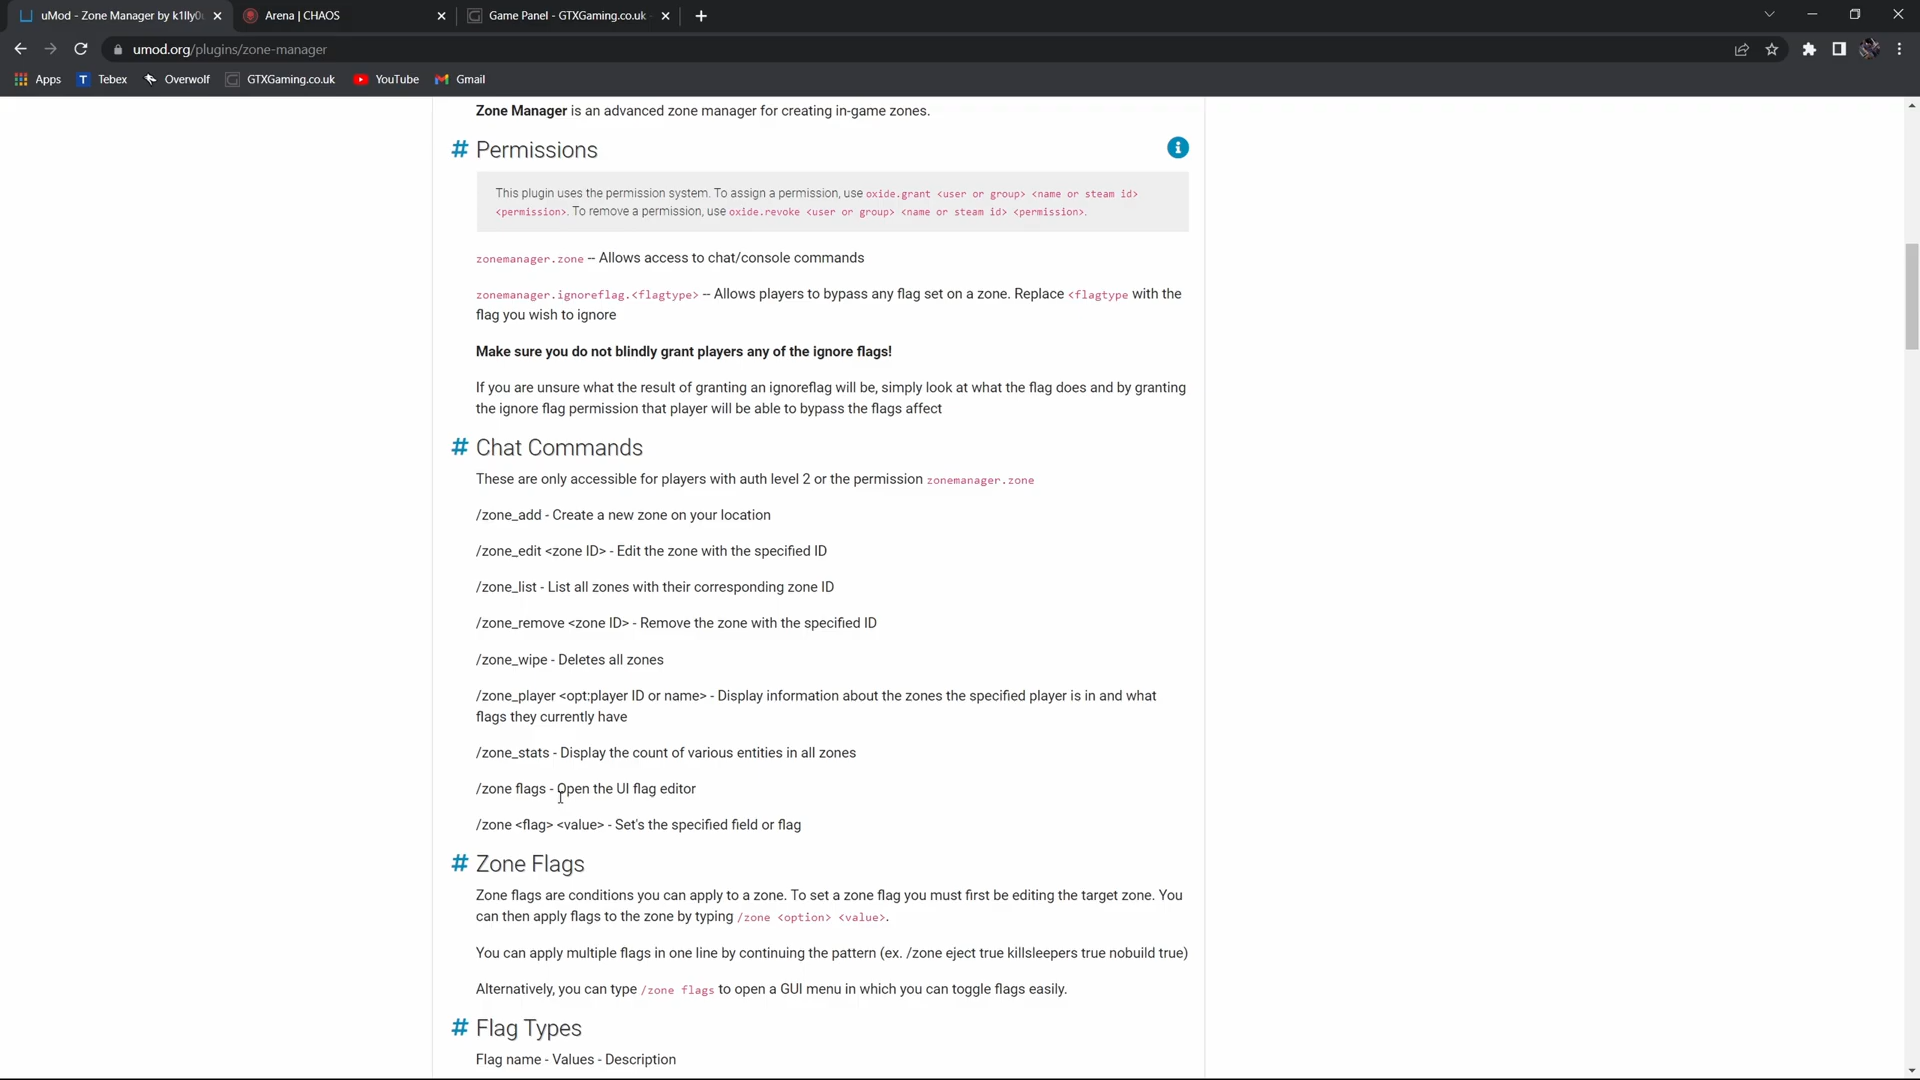 uMod - Zone Manager by k1lly0u
Arena | CHAOS
Game Panel - GTXGaming.co.uk
umod.org/plugins/zone-manager
Apps
T Tebex
Overwolf
G GTXGaming.co.uk
YouTube
Gmail
Zone Manager is an advanced zone manager for creating in-game zones.
# Permissions
This plugin uses the permission system. To assign a permission, use oxide.grant <user or group> <name or steam id>
<permission>. To remove a permission, use oxide.revoke <user or group> <name or steam id> <permission>.
zonemanager.zone -- Allows access to chat/console commands
zonemanager.ignoreflag.<flagtype> -- Allows players to bypass any flag set on a zone. Replace <flagtype with the
flag you wish to ignore
Make sure you do not blindly grant players any of the ignore flags!
If you are unsure what the result of granting an ignoreflag will be, simply look at what the flag does and by granting
the ignore flag permission that player will be able to bypass the flags affect
# Chat Commands
These are only accessible for players with auth level 2 or the permission zonemanager.zone
/zone_add - Create a new zone on your location
/zone_edit <zone ID> - Edit the zone with the specified ID
/zone_list - List all zones with their corresponding zone ID
/zone_remove <zone ID> - Remove the zone with the specified ID
/zone_wipe - Deletes all zones
/zone_player <opt:player ID or name> - Display information about the zones the specified player is in and what
flags they currently have
/zone_stats - Display the count of various entities in all zones
/zone flags - Open the UI flag editor
/zone <flag> <value> - Set's the specified field or flag
# Zone Flags
Zone flags are conditions you can apply to a zone. To set a zone flag you must first be editing the target zone. You
can then apply flags to the zone by typing /zone <option> <value>.
You can apply multiple flags in one line by continuing the pattern (ex. /zone eject true killsleepers true nobuild true)
Alternatively, you can type /zone flags to open a GUI menu in which you can toggle flags easily.
# Flag Types
Flag name - Values - Description